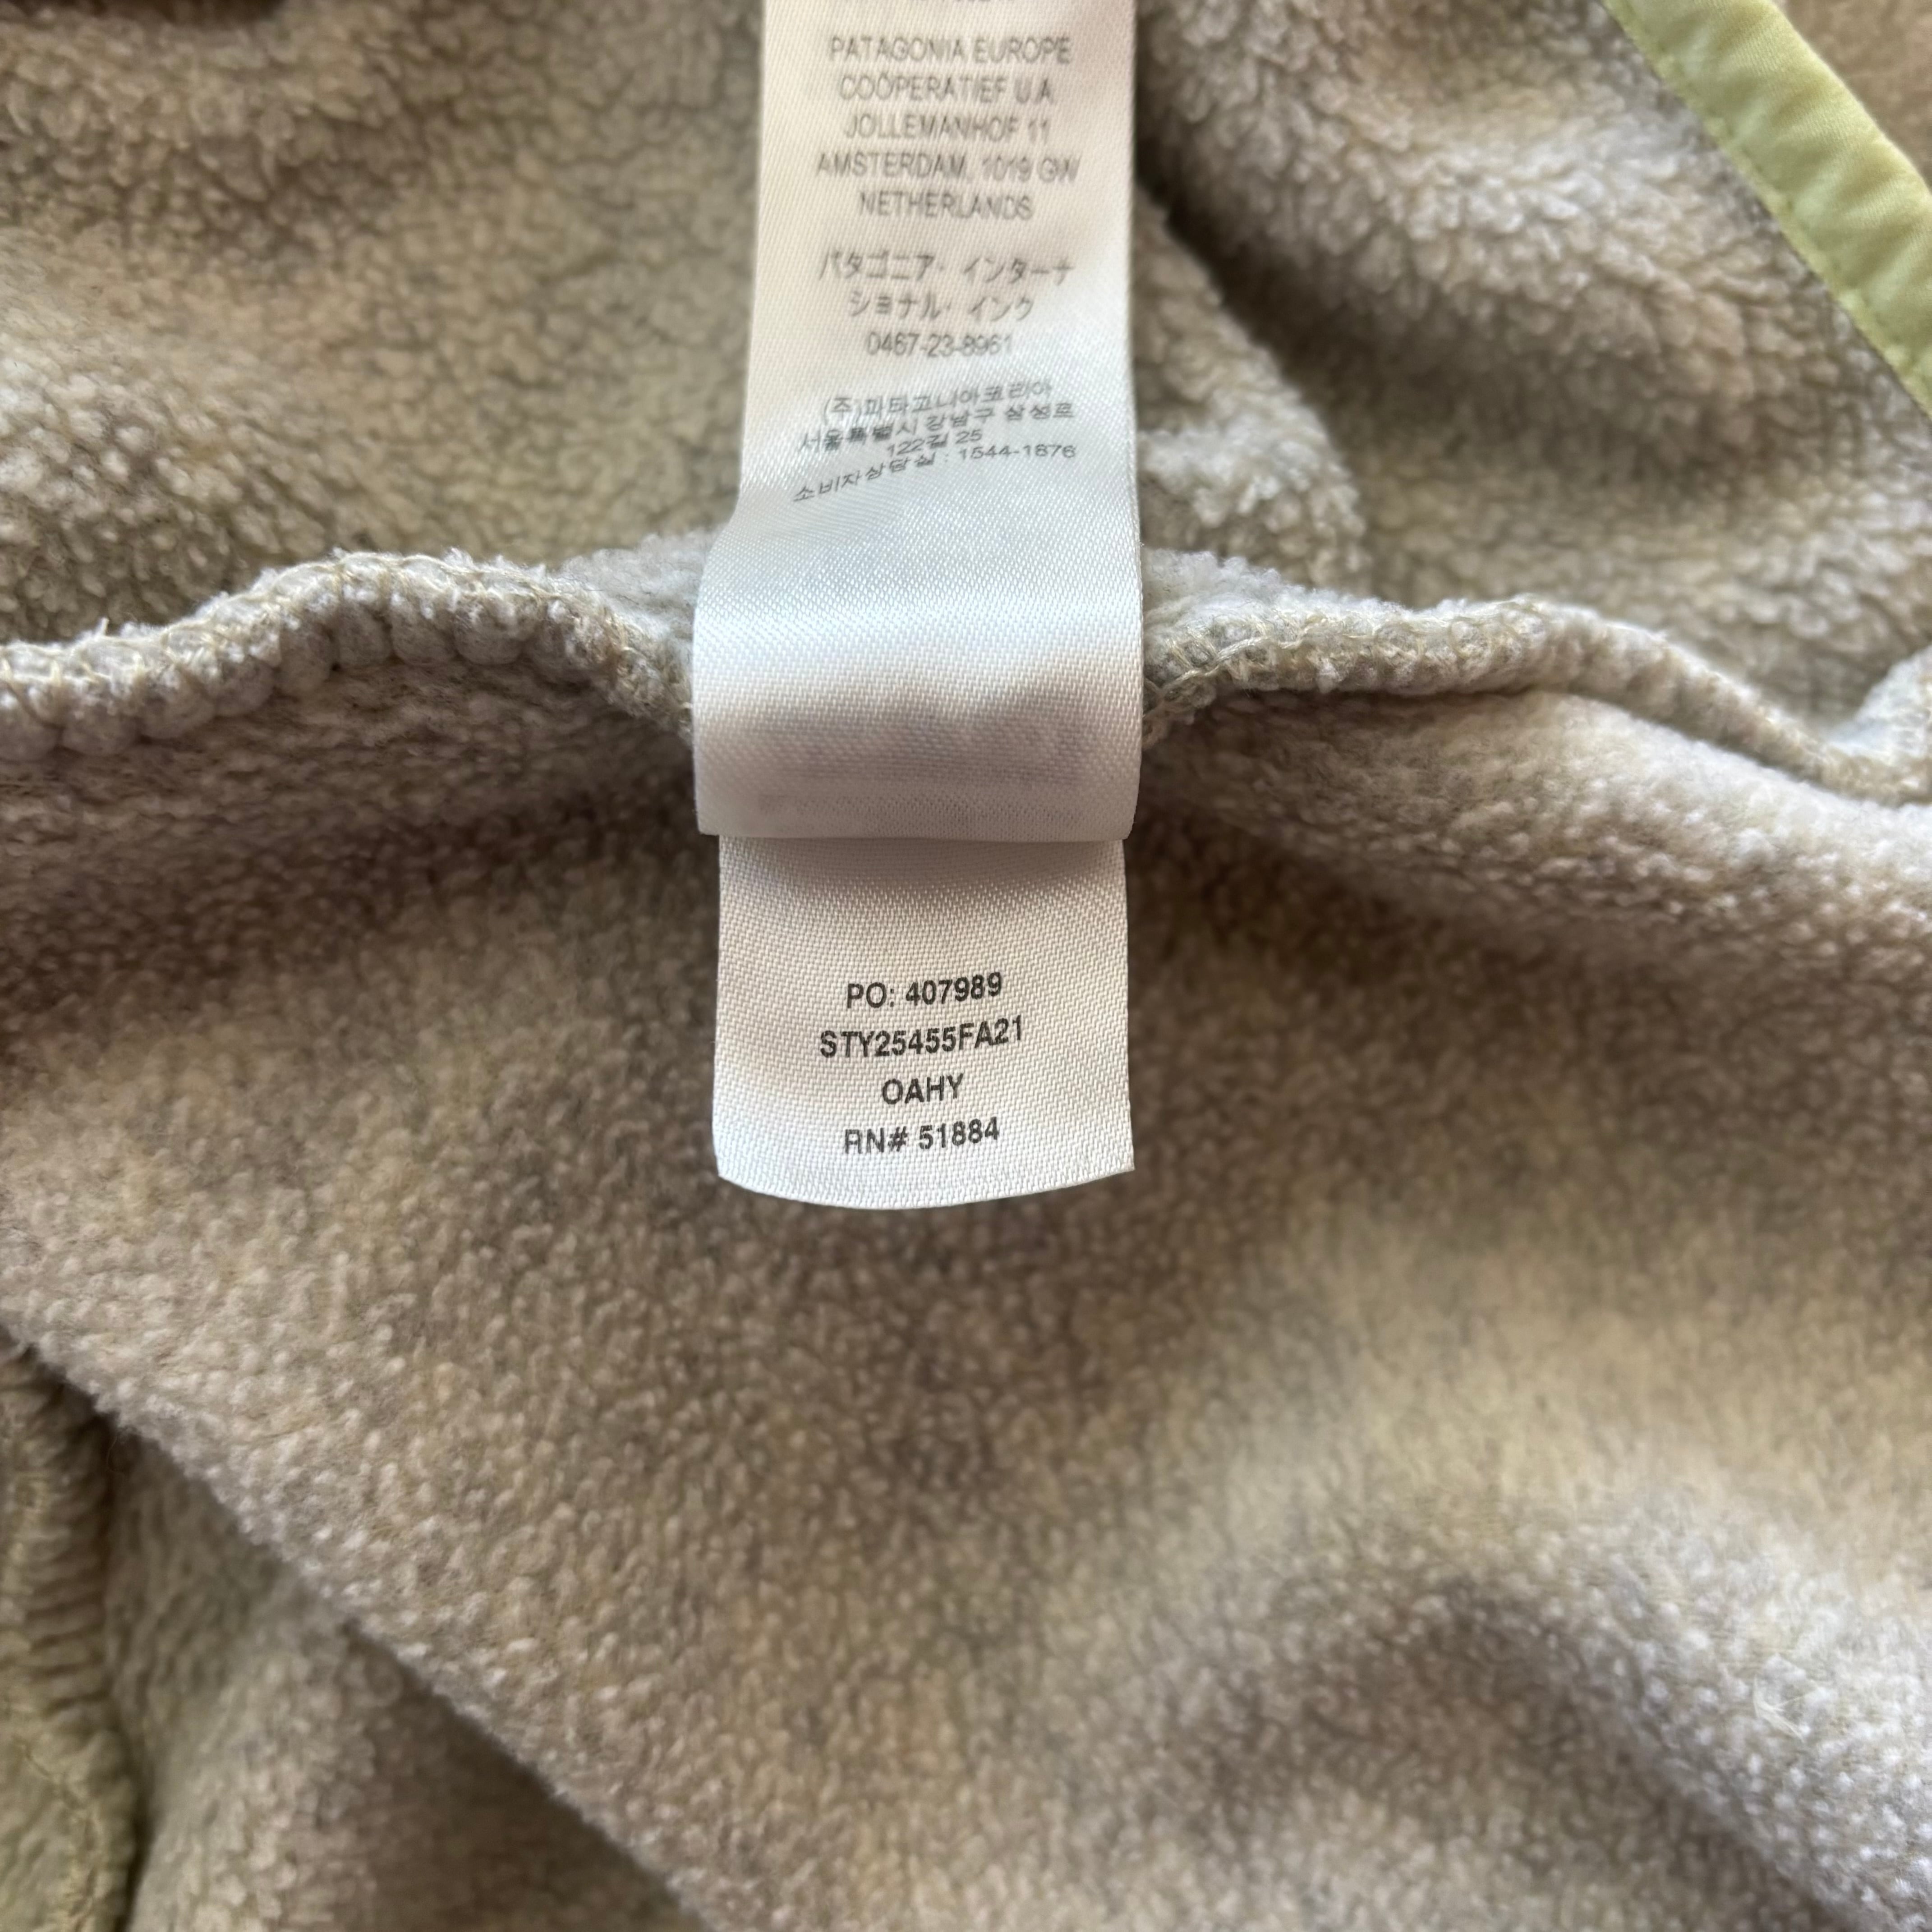 PATAGONIA EUROPE
COÖPERATIEF U.A
JOLLEMANHOF 11
AMSTERDAM, 1019 GW
NETHERLANDS
パタゴニア・インターナ
ショナル・インク
0467-23-8961
(주)파타고니아코리아
서울특별시 강남구 삼성로
122길 25
소비자상담실 : 1544-1876
PO: 407989
STY25455FA21
OAHY
RN# 51884